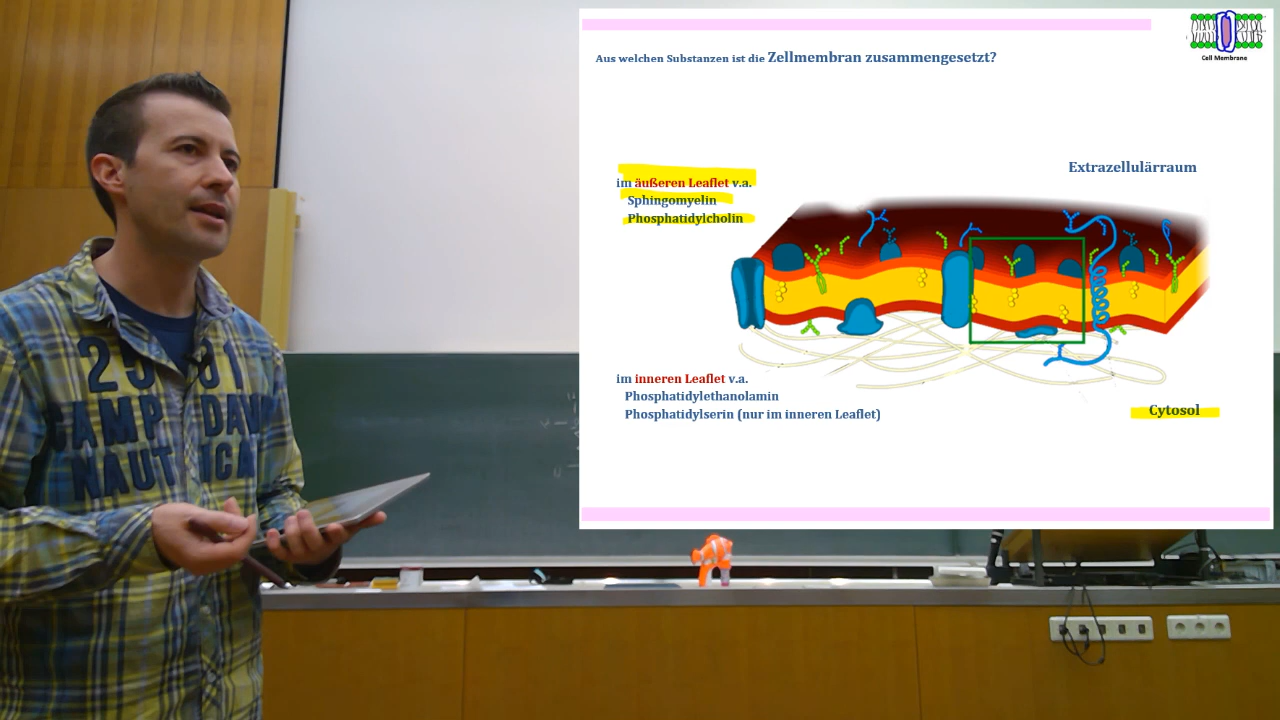 Aus welchen Substanzen ist die Zellmembran zusammengesetzt?
Cell Membrane
Extrazellulärraum
im äußeren Leaflet v.a.
Sphingomyelin
Phosphatidylcholin
im inneren Leaflet v.a.
Phosphatidylethanolamin
Phosphatidylserin (nur im inneren Leaflet)
Cytosol